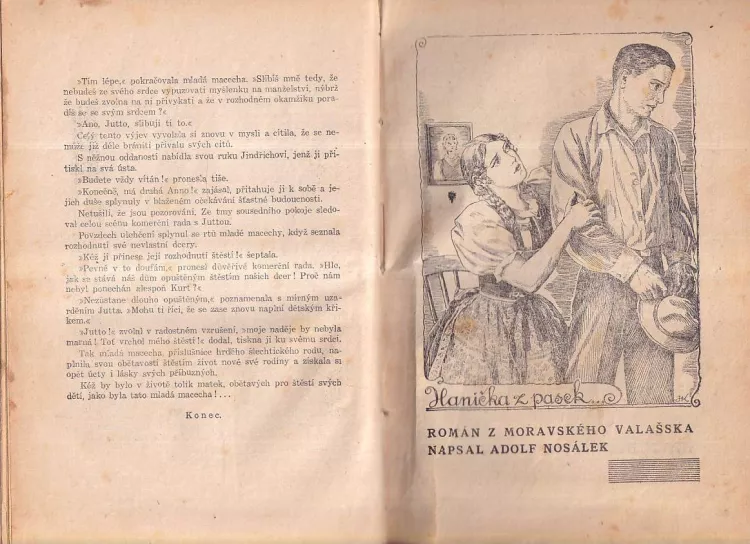 »Tím lépe,« pokračovala mladá macecha. »Slibíš mně tedy, že
nebudeš ze svého srdce vypuzovati myšlenku na manželství, nýbrž
že budeš zvolna na ni přivykati a že v rozhodném okamžiku pora-
díš se se svým srdcem!«
»Ano, Jutto, slibuji ti to.«
Celý tento výjev vyvolala si znovu v mysli a cítila, že se ne-
může již déle brániti přívalu svých citů.
S něžnou oddaností nabídla svou ruku Jindřichovi, jenž ji při-
tiskl na svá ústa.
»Budete vždy vítán!« pronesla tiše.
»Konečně, má drahá Anno!« zajásal, přitahuje ji k sobě a je-
jich duše splynuly v blaženém očekávání šťastné budoucnosti.
Netušili, že jsou pozorováni. Ze tmy sousedního pokoje sledo-
val celou scénu komerční rada s Juttou.
Povzdech ulehčení splynul se rtů mladé macechy, když seznala
rozhodnutí své nevlastní dcery.
»Kéž jí přinese její rozhodnutí štěstí!« šeptala.
»Pevně v to doufám,« pronesl důvěřivě komerční rada. »Hle,
jak se stává náš dům opuštěným štěstím našich dcer! Proč nám
nebyl ponechán alespoň Kurt?«
»Nezůstane dlouho opuštěným,« poznamenala s mírným uzar-
děním Jutta. »Mohu ti říci, že se zase znovu naplní dětským kři-
kem.«
»Jutto!« zvolal v radostném vzrušení, »moje naděje by nebyla
marná! Toť vrchol mého štěstí!« dodal, tiskna ji ku svému srdci.
Tak mladá macecha, příslušnice hrdého šlechtického rodu, na-
plnila svou obětavostí štěstím život nové své rodiny a získala si
opět úcty i lásky svých příbuzných.
Kéž by bylo v životě tolik matek, obětavých pro štěstí svých
dětí, jako byla tato mladá macecha!...
Konec.
Hanička z pasek...
ROMÁN Z MORAVSKÉHO VALAŠSKA
NAPSAL ADOLF NOSÁLEK